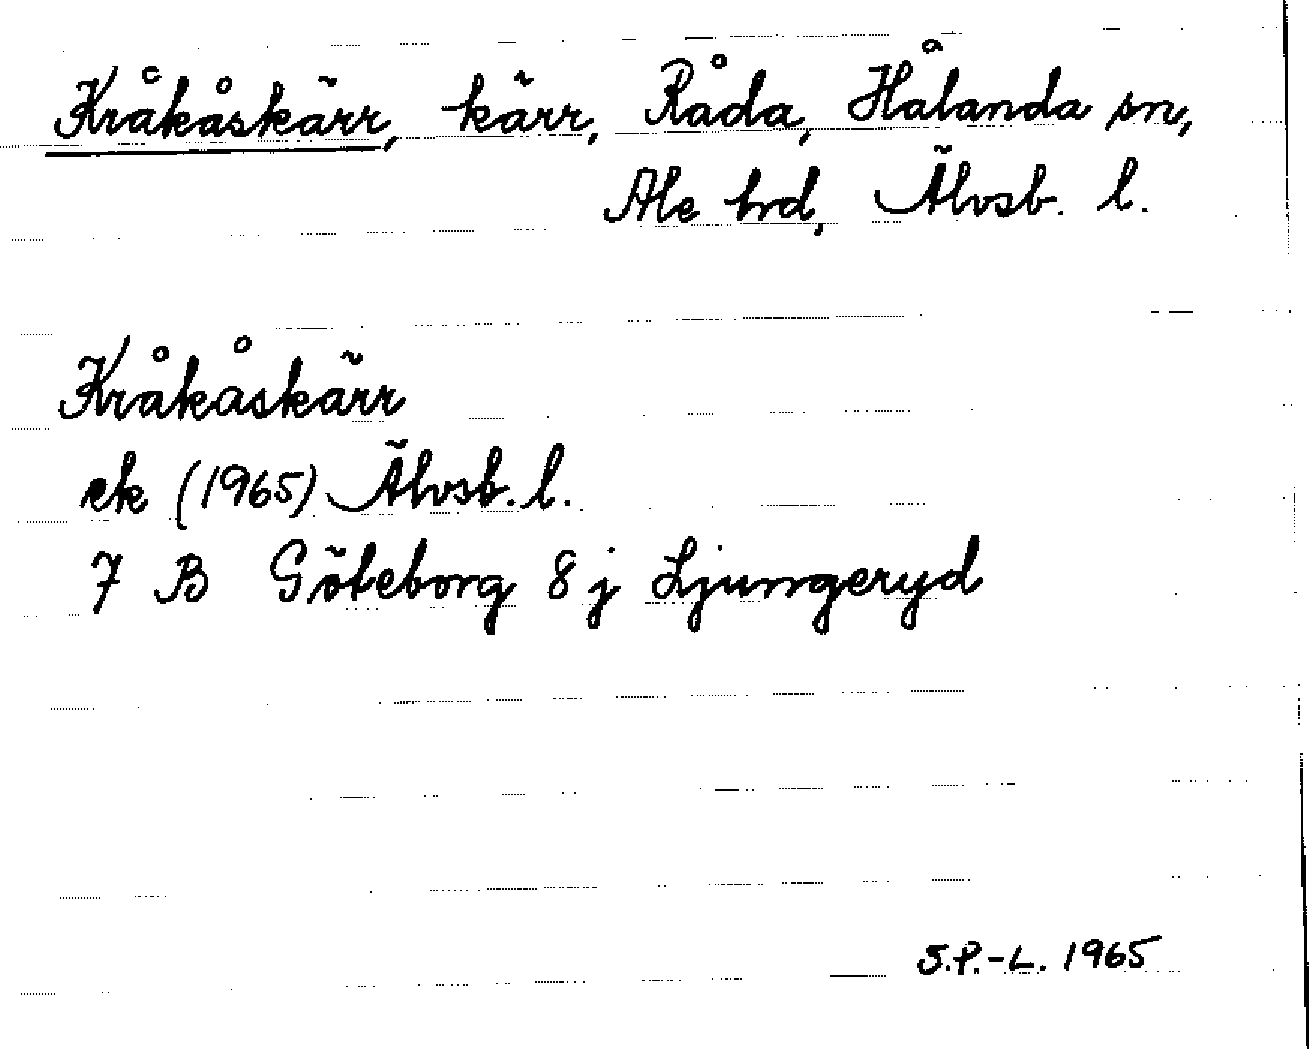 Kråkåskärr, kärr, Råda, Hålanda sn,
Ale hrd, Älvsb. l.
Kråkåskärr
ek (1965) Älvsb. l.
7 B Göteborg 8 j Ljungeryd
S.P.-L. 1965